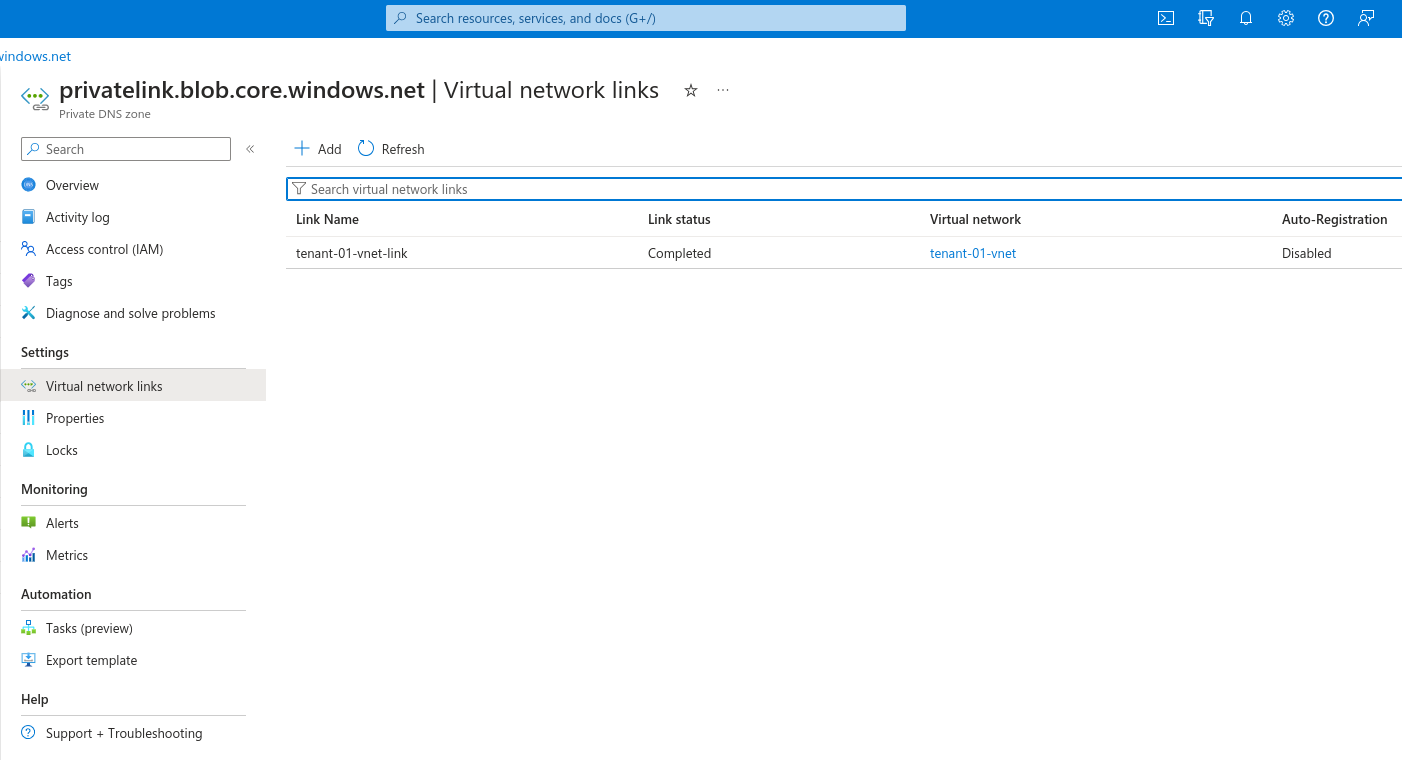 Search resources, services, and docs (G+/)
windows.net
privatelink.blob.core.windows.net | Virtual network links
Private DNS zone
Search
Add
Refresh
Overview
Activity log
Access control (IAM)
Tags
Diagnose and solve problems
Settings
Virtual network links
Properties
Locks
Monitoring
Alerts
Metrics
Automation
Tasks (preview)
Export template
Help
Support + Troubleshooting
Search virtual network links
Link Name Link status Virtual network Auto-Registration
tenant-01-vnet-link Completed tenant-01-vnet Disabled